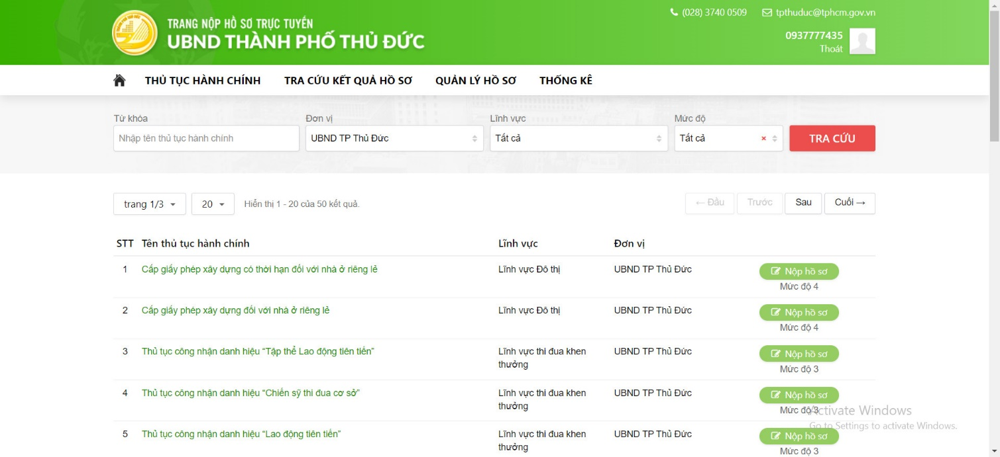 TRANG NỘP HỒ SƠ TRỰC TUYẾN
UBND THÀNH PHỐ THỦ ĐỨC
(028) 3740 0509 tpthuduc@tphcm.gov.vn
0937777435
Thoát
THỦ TỤC HÀNH CHÍNH TRA CỨU KẾT QUẢ HỒ SƠ QUẢN LÝ HỒ SƠ THỐNG KÊ
Từ khóa Đơn vị Lĩnh vực Mức độ
Nhập tên thủ tục hành chính UBND TP Thủ Đức Tất cả Tất cả × TRA CỨU
trang 1/3 20 Hiển thị 1 - 20 của 50 kết quả. ← Đầu Trước Sau Cuối →
STT Tên thủ tục hành chính Lĩnh vực Đơn vị
1 Cấp giấy phép xây dựng có thời hạn đối với nhà ở riêng lẻ Lĩnh vực Đô thị UBND TP Thủ Đức Nộp hồ sơ
Mức độ 4
2 Cấp giấy phép xây dựng đối với nhà ở riêng lẻ Lĩnh vực Đô thị UBND TP Thủ Đức Nộp hồ sơ
Mức độ 4
3 Thủ tục công nhận danh hiệu “Tập thể Lao động tiên tiến” Lĩnh vực thi đua khen UBND TP Thủ Đức Nộp hồ sơ
thưởng Mức độ 3
4 Thủ tục công nhận danh hiệu “Chiến sỹ thi đua cơ sở” Lĩnh vực thi đua khen UBND TP Thủ Đức Nộp hồ sơ
thưởng Mức độ 3
Activate Windows
Go to Settings to activate Windows.
5 Thủ tục công nhận danh hiệu “Lao động tiên tiến” Lĩnh vực thi đua khen UBND TP Thủ Đức Nộp hồ sơ
thưởng Mức độ 3